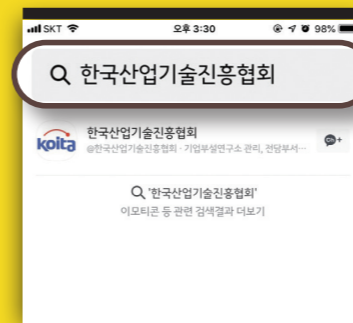 SKT 오후 3:30 98%
한국산업기술진흥협회
koita 한국산업기술진흥협회
@한국산업기술진흥협회 · 기업부설연구소 관리, 전담부서…
Ch+
'한국산업기술진흥협회'
이모티콘 등 관련 검색결과 더보기